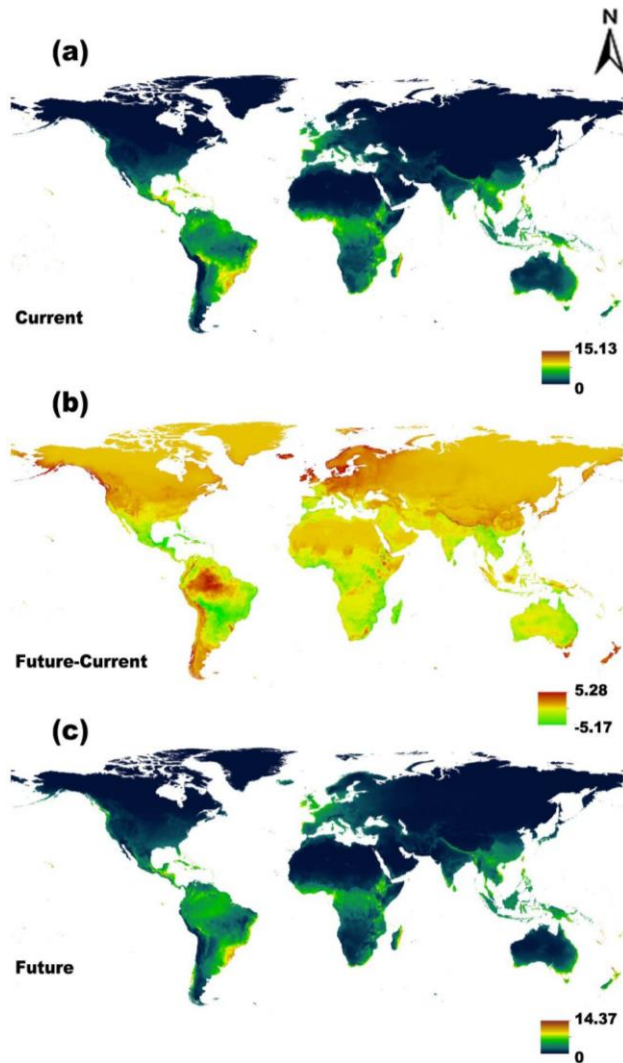 N
(a)
Current
15.13
0
(b)
Future-Current
5.28
-5.17
(c)
Future
14.37
0